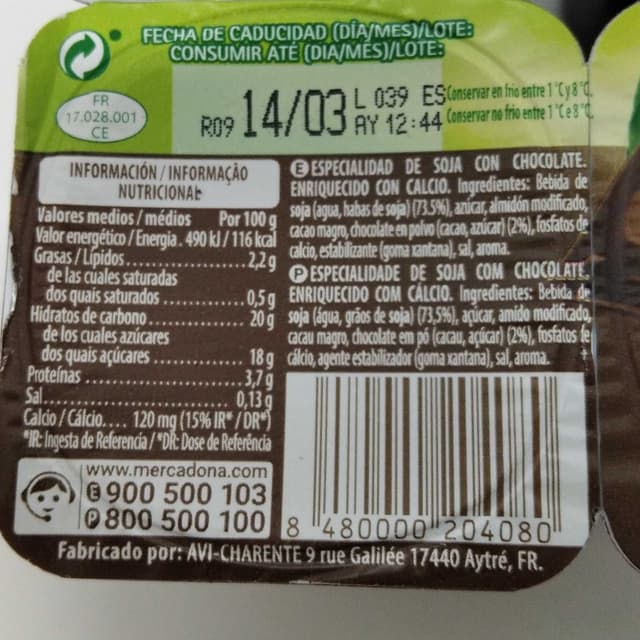 FECHA DE CADUCIDAD (DÍA/MES)/LOTE:
CONSUMIR ATÉ (DIA/MÊS)/LOTE:
FR
17.028.001
CE
R09 14/03 L 039 ES
AY 12:44
Conservar en frío entre 1°C y 8°C.
Conservar no frio entre 1°C e 8°C.
INFORMACIÓN / INFORMAÇÃO
NUTRICIONAL
Valores medios / médios Por 100 g
Valor energético / Energia. 490 kJ / 116 kcal
Grasas / Lípidos.................2,2 g
de las cuales saturadas
dos quais saturados...............0,5 g
Hidratos de carbono...............20 g
de los cuales azúcares
dos quais açúcares................18 g
Proteínas.......................3,7 g
Sal............................0,13 g
Calcio / Cálcio.... 120 mg (15% IR* / DR*)
*IR: Ingesta de Referencia / *DR: Dose de Referência
www.mercadona.com
E 900 500 103
P 800 500 100
E ESPECIALIDAD DE SOJA CON CHOCOLATE.
ENRIQUECIDO CON CALCIO. Ingredientes: Bebida de
soja (agua, habas de soja) (73,5%), azúcar, almidón modificado,
cacao magro, chocolate en polvo (cacao, azúcar) (2%), fosfatos de
calcio, estabilizante (goma xantana), sal, aroma.
P ESPECIALIDADE DE SOJA COM CHOCOLATE.
ENRIQUECIDO COM CÁLCIO. Ingredientes: Bebida de
soja (água, grãos de soja) (73,5%), açúcar, amido modificado,
cacau magro, chocolate em pó (cacau, açúcar) (2%), fosfatos de
cálcio, agente estabilizador (goma xantana), sal, aroma.
8 480000 204080
Fabricado por: AVI-CHARENTE 9 rue Galilée 17440 Aytré, FR.